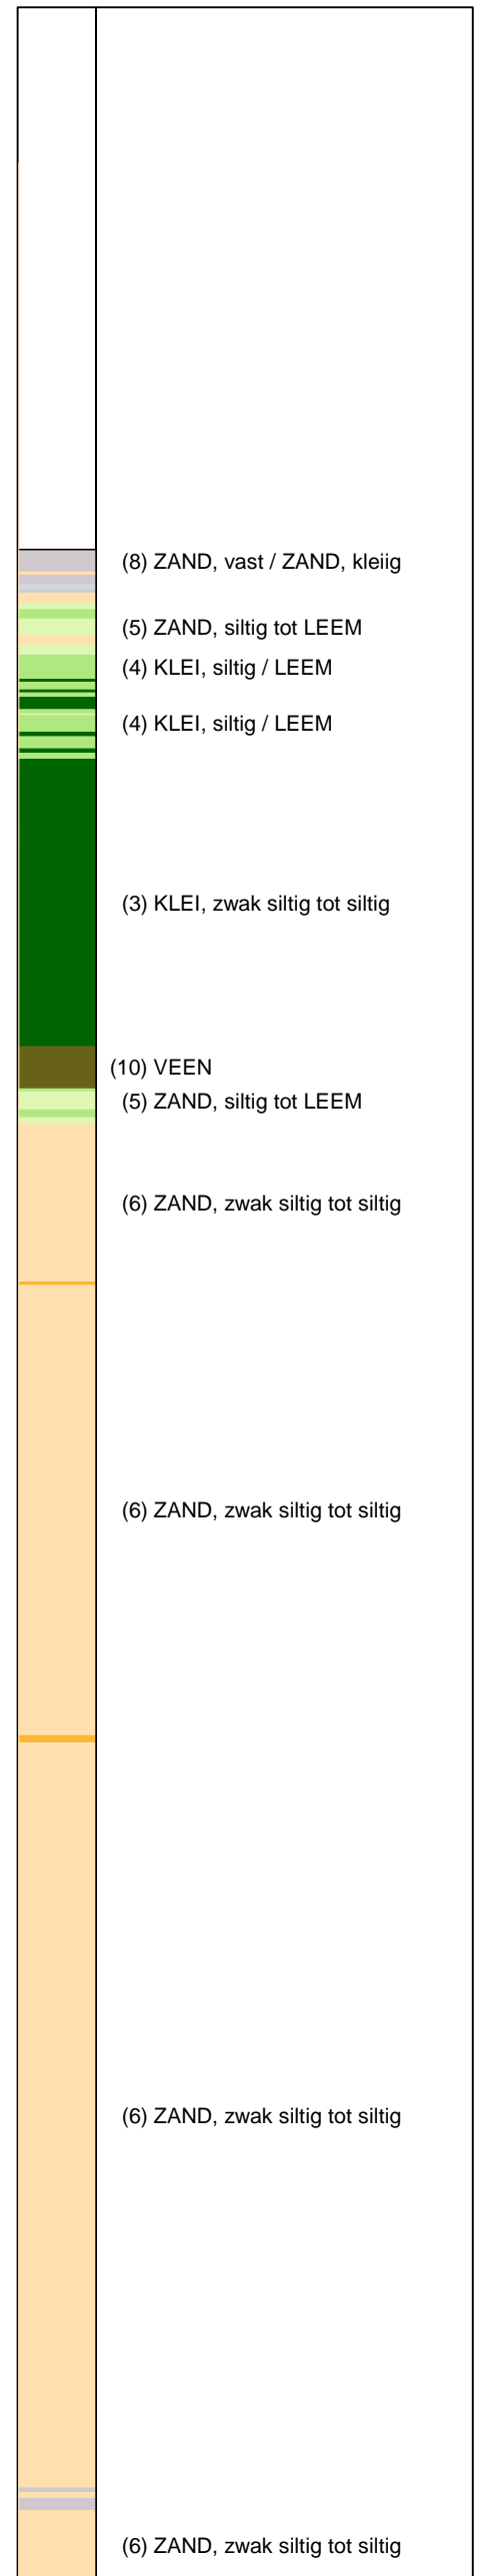 (8) ZAND, vast / ZAND, kleiig
(5) ZAND, siltig tot LEEM
(4) KLEI, siltig / LEEM
(4) KLEI, siltig / LEEM
(3) KLEI, zwak siltig tot siltig
(10) VEEN
(5) ZAND, siltig tot LEEM
(6) ZAND, zwak siltig tot siltig
(6) ZAND, zwak siltig tot siltig
(6) ZAND, zwak siltig tot siltig
(6) ZAND, zwak siltig tot siltig